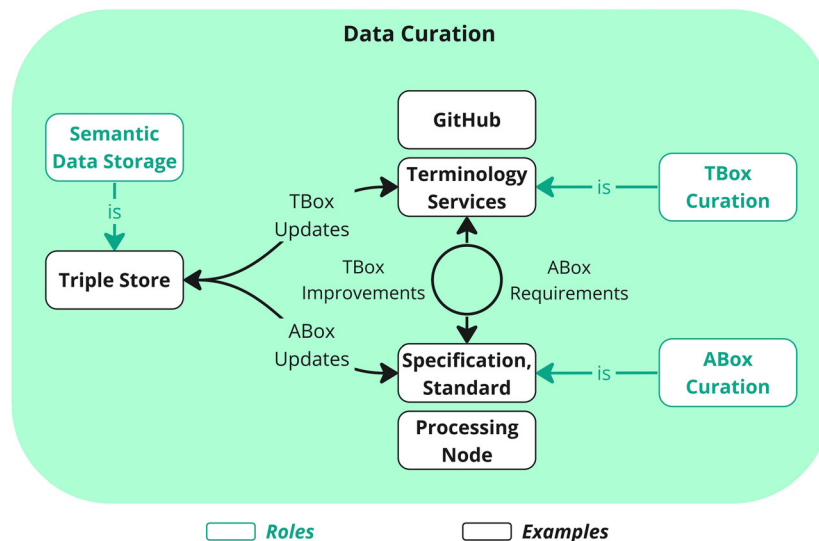 Data Curation
GitHub
Semantic
Data Storage
Terminology
Services
TBox
Curation
is
TBox
Updates
is
Triple Store
TBox
Improvements
ABox
Requirements
ABox
Updates
Specification,
Standard
is
ABox
Curation
Processing
Node
Roles
Examples